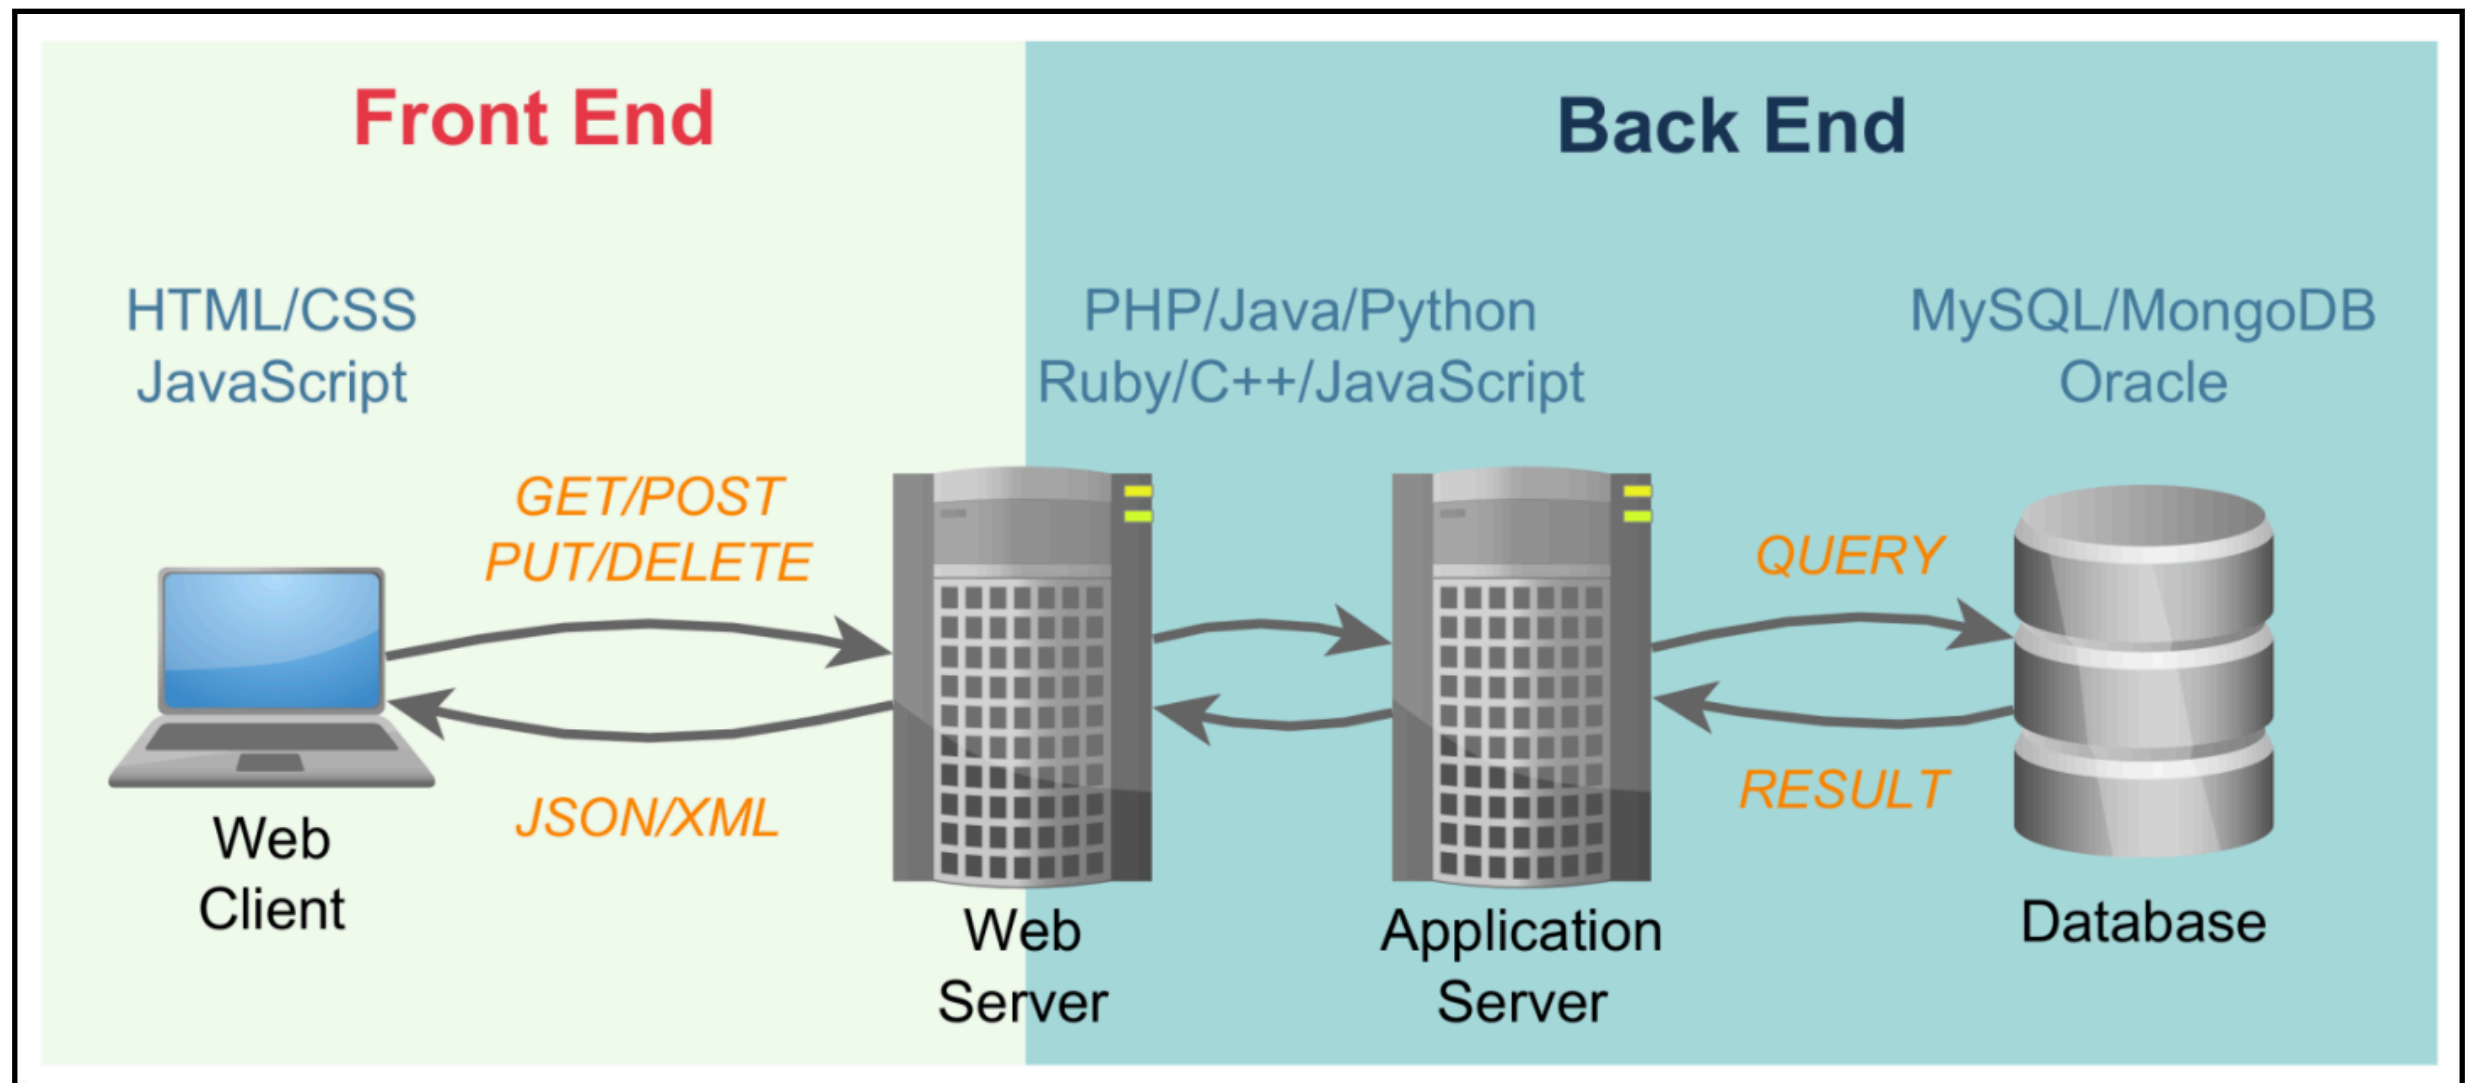 Front End
Back End
HTML/CSS
JavaScript
PHP/Java/Python
Ruby/C++/JavaScript
MySQL/MongoDB
Oracle
GET/POST
PUT/DELETE
QUERY
JSON/XML
RESULT
Web
Client
Web
Server
Application
Server
Database